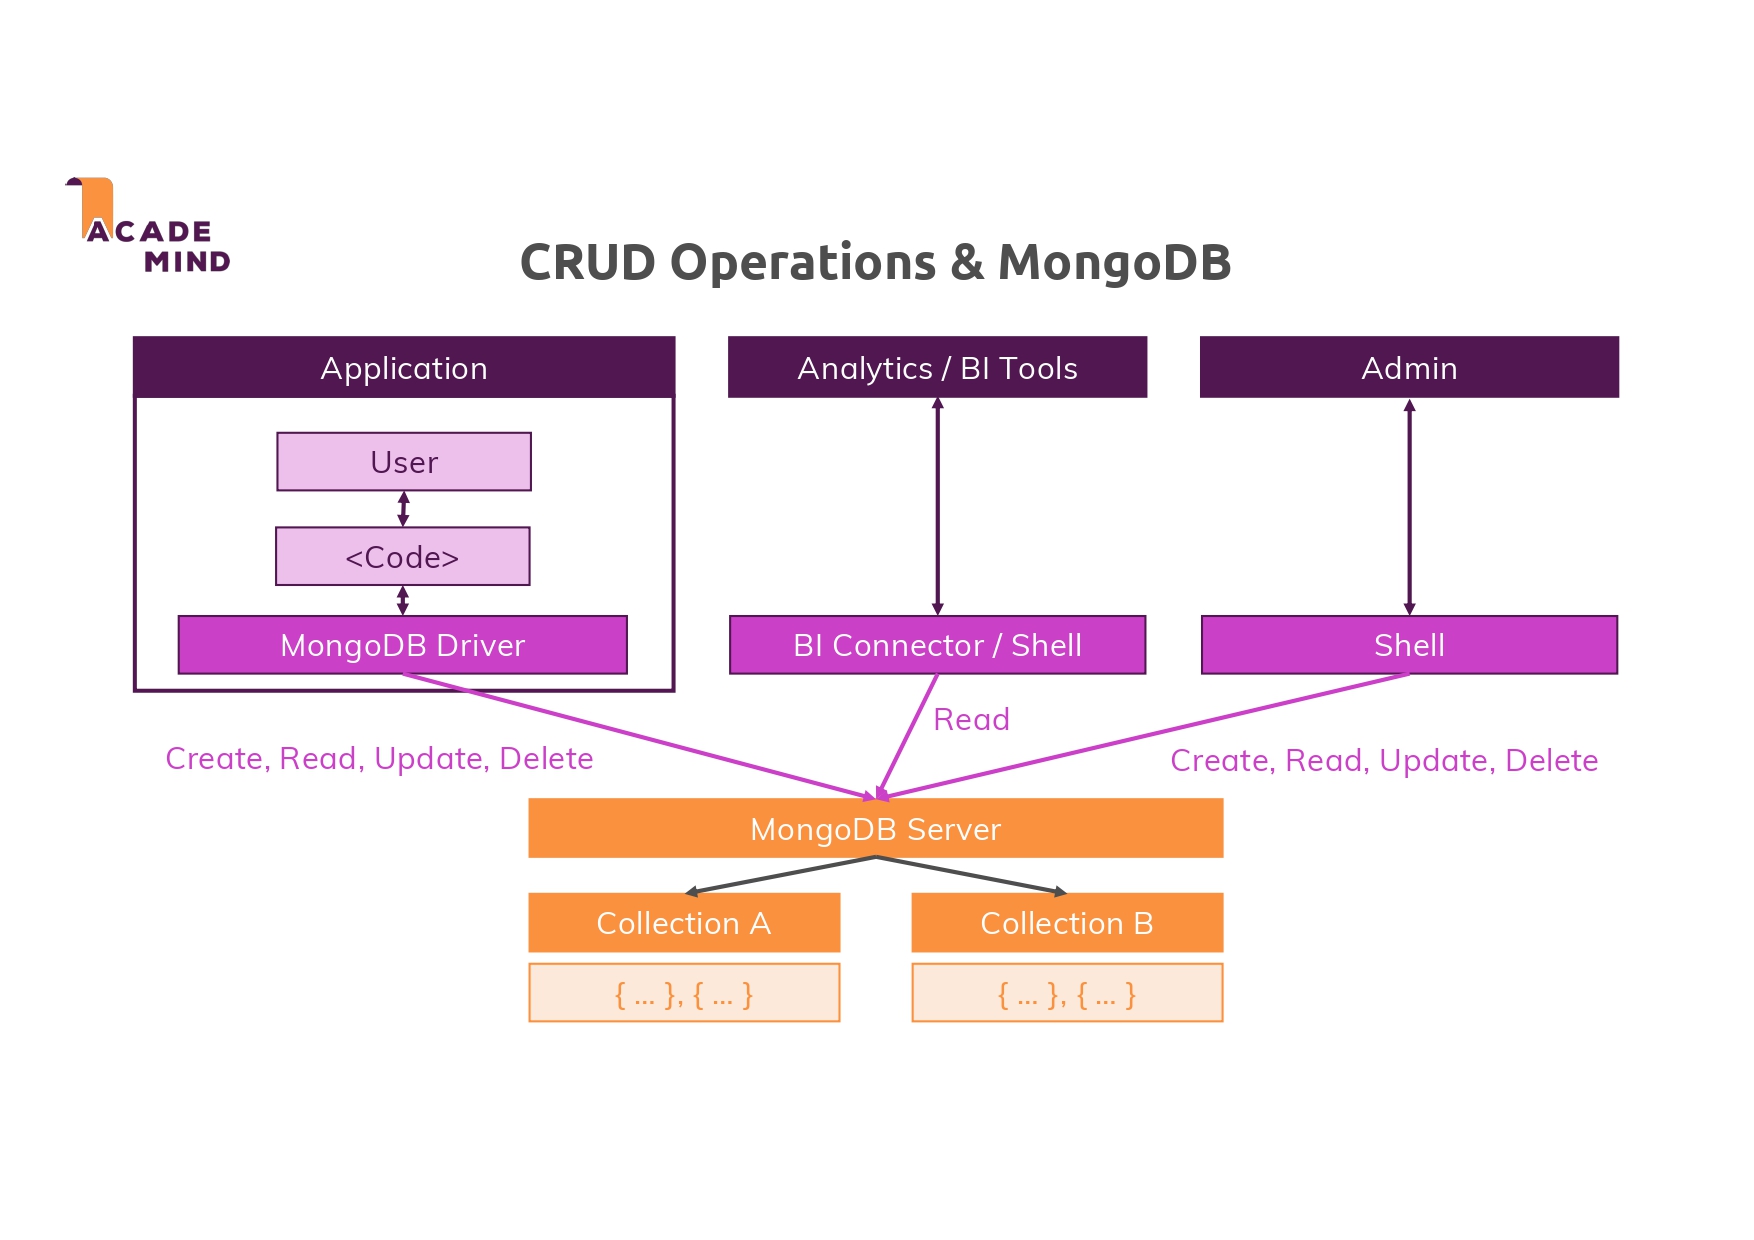 ACADE
MIND
CRUD Operations & MongoDB
Application
User
<Code>
MongoDB Driver
Analytics / BI Tools
BI Connector / Shell
Admin
Shell
Create, Read, Update, Delete
Read
Create, Read, Update, Delete
MongoDB Server
Collection A
{ ... }, { ... }
Collection B
{ ... }, { ... }